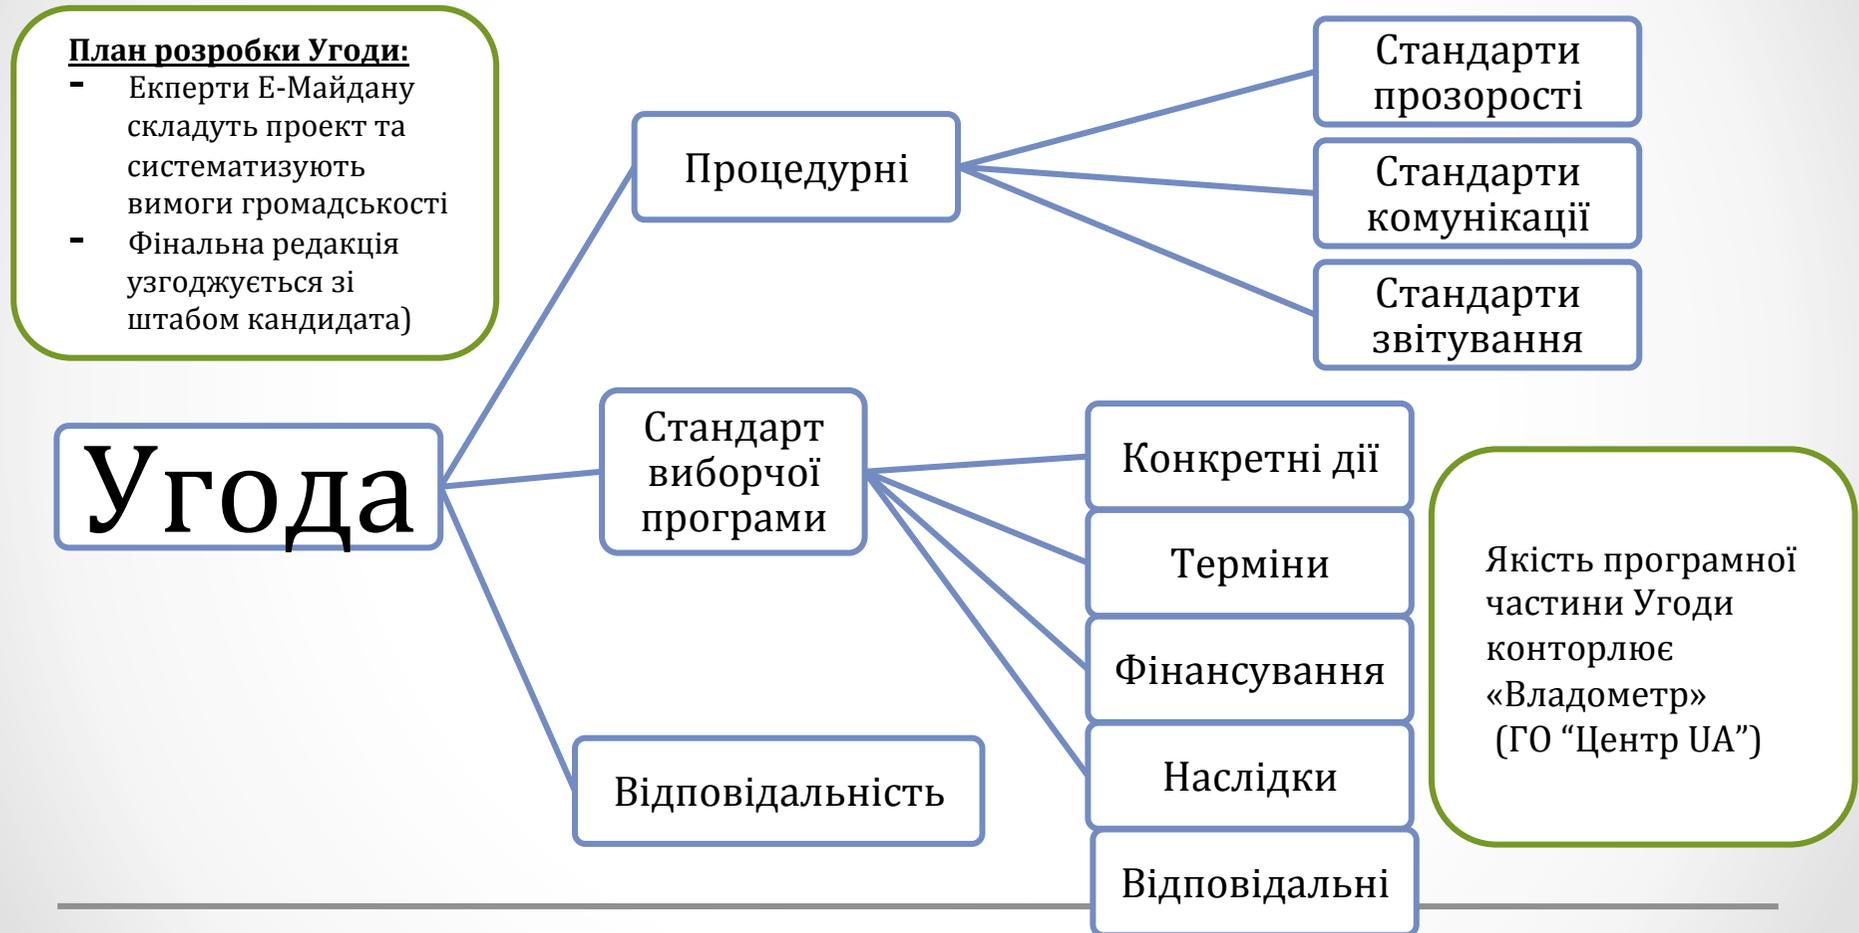 План розробки Угоди:
- Екперти Е-Майдану
складуть проект та
систематизують
вимоги громадськості
- Фінальна редакція
узгоджується зі
штабом кандидата)
Угода
Процедурні
Стандарти
прозорості
Стандарти
комунікації
Стандарти
звітування
Стандарт
виборчої
програми
Конкретні дії
Терміни
Фінансування
Наслідки
Відповідальні
Відповідальність
Якість програмної
частини Угоди
конторлює
«Владометр»
(ГО “Центр UA”)